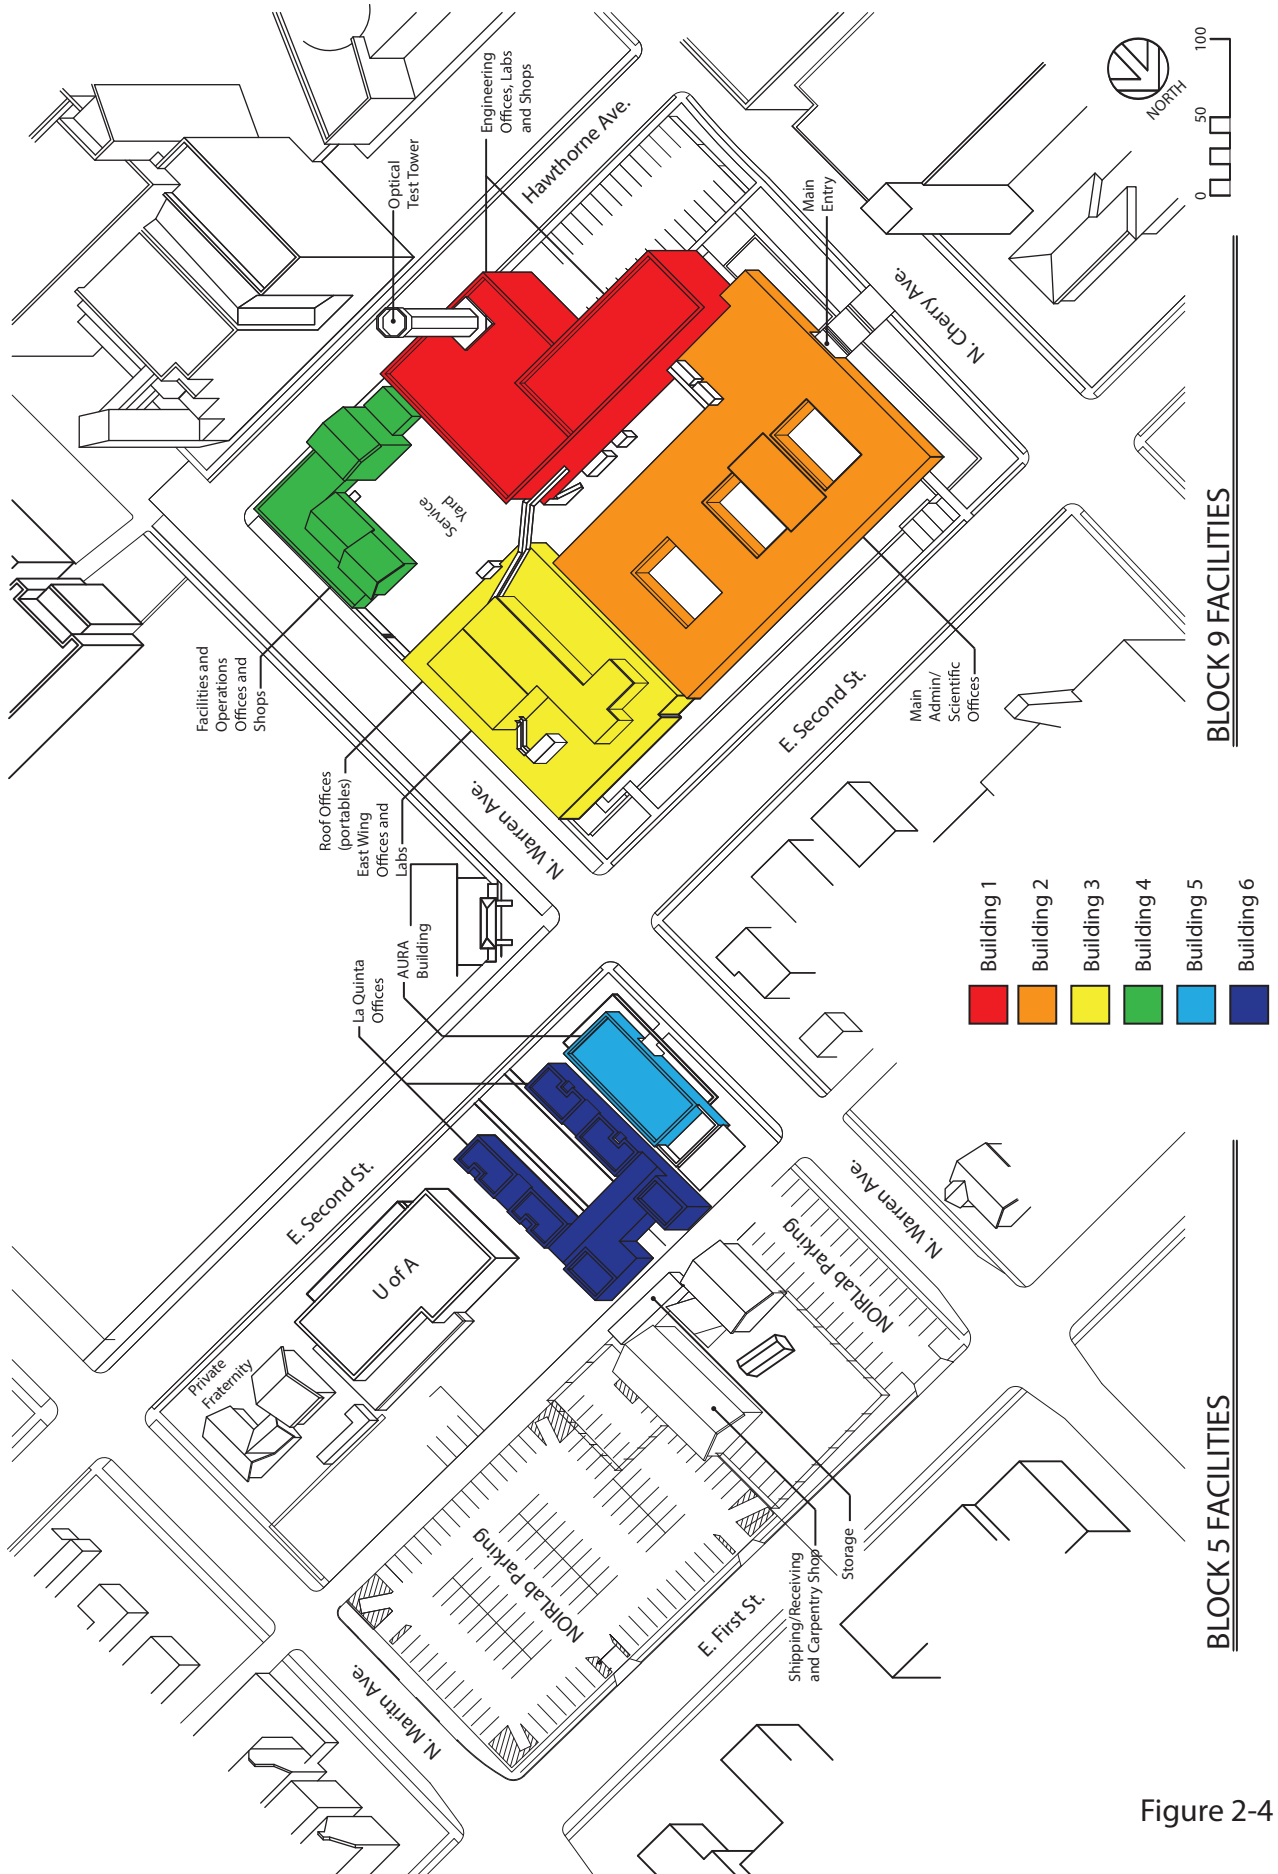 Optical
Test Tower
Engineering
Offices, Labs
and Shops
Hawthorne Ave.
Main
Entry
N. Cherry Ave.
NORTH
0
50
100
Service
Yard
Facilities and
Operations
Offices and
Shops
Roof Offices
(portables)
East Wing
Offices and
Labs
N. Warren Ave.
E. Second St.
Main
Admin/
Scientific
Offices
BLOCK 9 FACILITIES
AURA
Building
La Quinta
Offices
E. Second St.
U of A
Private
Fraternity
N. Warren Ave.
NOIRLab Parking
NOIRLab Parking
N. Maritn Ave.
E. First St.
Shipping/Receiving
and Carpentry Shop
Storage
Building 1
Building 2
Building 3
Building 4
Building 5
Building 6
BLOCK 5 FACILITIES
Figure 2-4